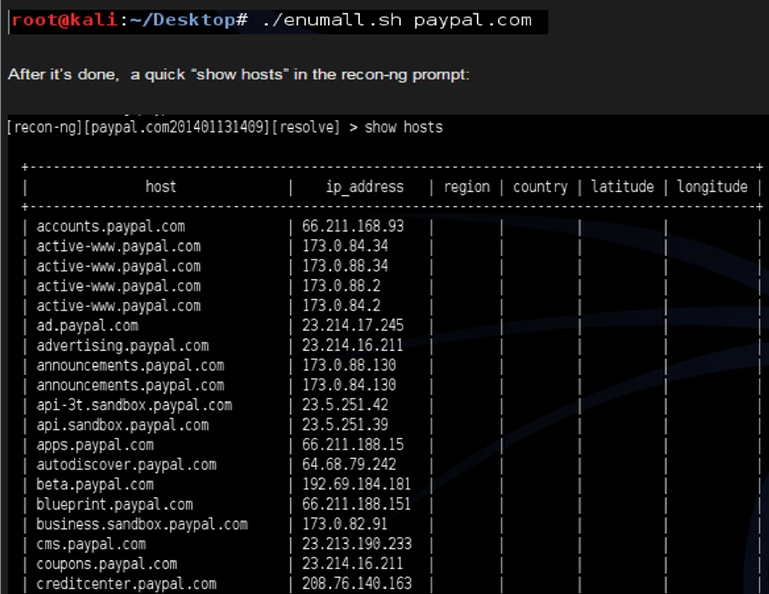 root@kali:~/Desktop# ./enumall.sh paypal.com
After it's done, a quick “show hosts” in the recon-ng prompt:
[recon-ng][paypal.com201401131409][resolve] > show hosts
+---------------------------------------------------------------------------------------------+
| host | ip_address | region | country | latitude | longitude |
+---------------------------------------------------------------------------------------------+
| accounts.paypal.com | 66.211.168.93 | | | | |
| active-www.paypal.com | 173.0.84.34 | | | | |
| active-www.paypal.com | 173.0.88.34 | | | | |
| active-www.paypal.com | 173.0.88.2 | | | | |
| active-www.paypal.com | 173.0.84.2 | | | | |
| ad.paypal.com | 23.214.17.245 | | | | |
| advertising.paypal.com | 23.214.16.211 | | | | |
| announcements.paypal.com | 173.0.88.130 | | | | |
| announcements.paypal.com | 173.0.84.130 | | | | |
| api-3t.sandbox.paypal.com | 23.5.251.42 | | | | |
| api.sandbox.paypal.com | 23.5.251.39 | | | | |
| apps.paypal.com | 66.211.188.15 | | | | |
| autodiscover.paypal.com | 64.68.79.242 | | | | |
| beta.paypal.com | 192.69.184.181 | | | | |
| blueprint.paypal.com | 66.211.188.151 | | | | |
| business.sandbox.paypal.com | 173.0.82.91 | | | | |
| cms.paypal.com | 23.213.190.233 | | | | |
| coupons.paypal.com | 23.214.16.211 | | | | |
| creditcenter.paypal.com | 208.76.140.163 | | | | |